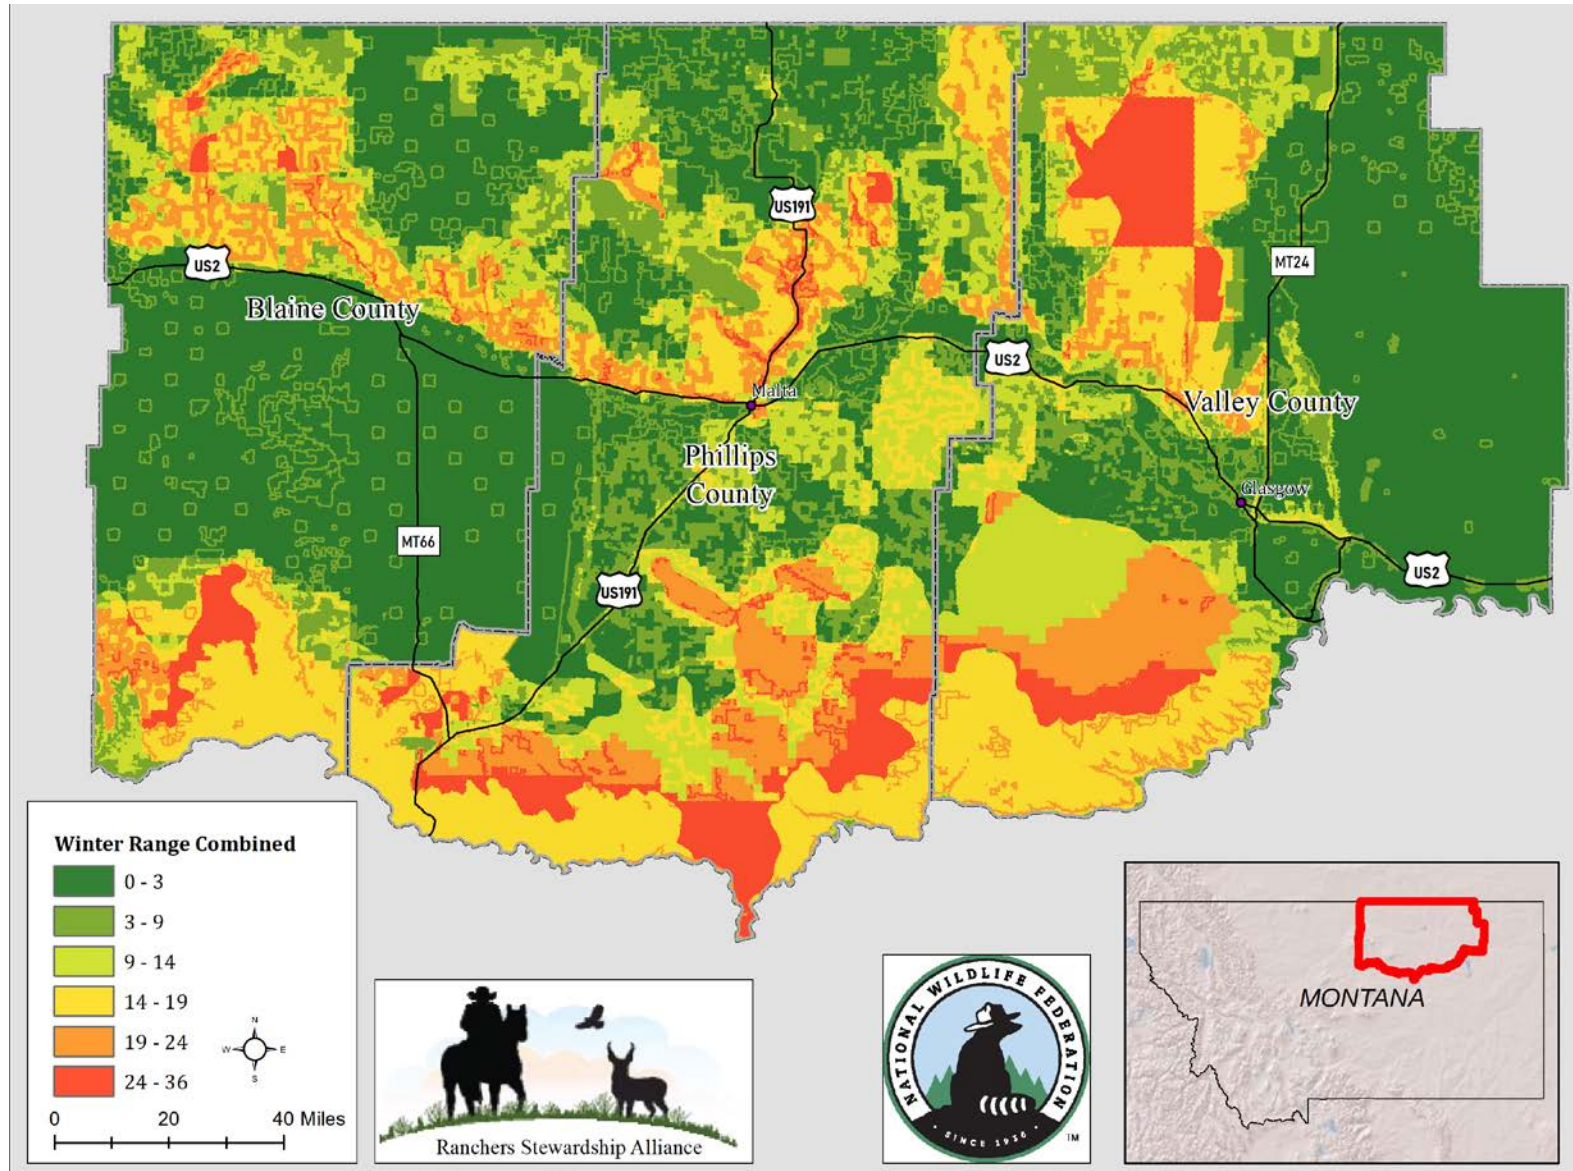 US191
US2
MT24
Blaine County
US2
Malta
Valley County
Phillips
County
Glasgow
MT66
US191
US2
Winter Range Combined
0 - 3
3 - 9
9 - 14
14 - 19
19 - 24
24 - 36
N
W
E
S
0
20
40 Miles
Ranchers Stewardship Alliance
NATIONAL WILDLIFE FEDERATION
• SINCE 1936 •
TM
MONTANA